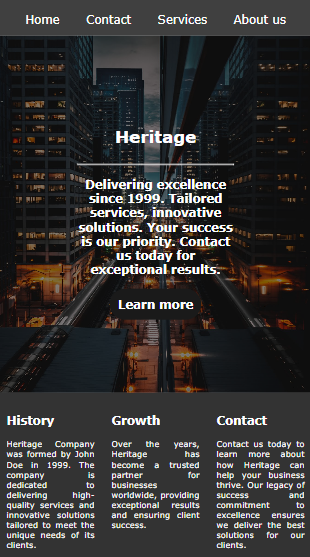 Home Contact Services About us
Heritage
Delivering excellence
since 1999. Tailored
services, innovative
solutions. Your success
is our priority. Contact
us today for
exceptional results.
Learn more
History
Heritage Company
was formed by John
Doe in 1999. The
company is
dedicated to
delivering high-
quality services and
innovative solutions
tailored to meet the
unique needs of its
clients.
Growth
Over the years,
Heritage has
become a trusted
partner for
businesses
worldwide, providing
exceptional results
and ensuring client
success.
Contact
Contact us today to
learn more about
how Heritage can
help your business
thrive. Our legacy of
success and
commitment to
excellence ensures
we deliver the best
solutions for our
clients.